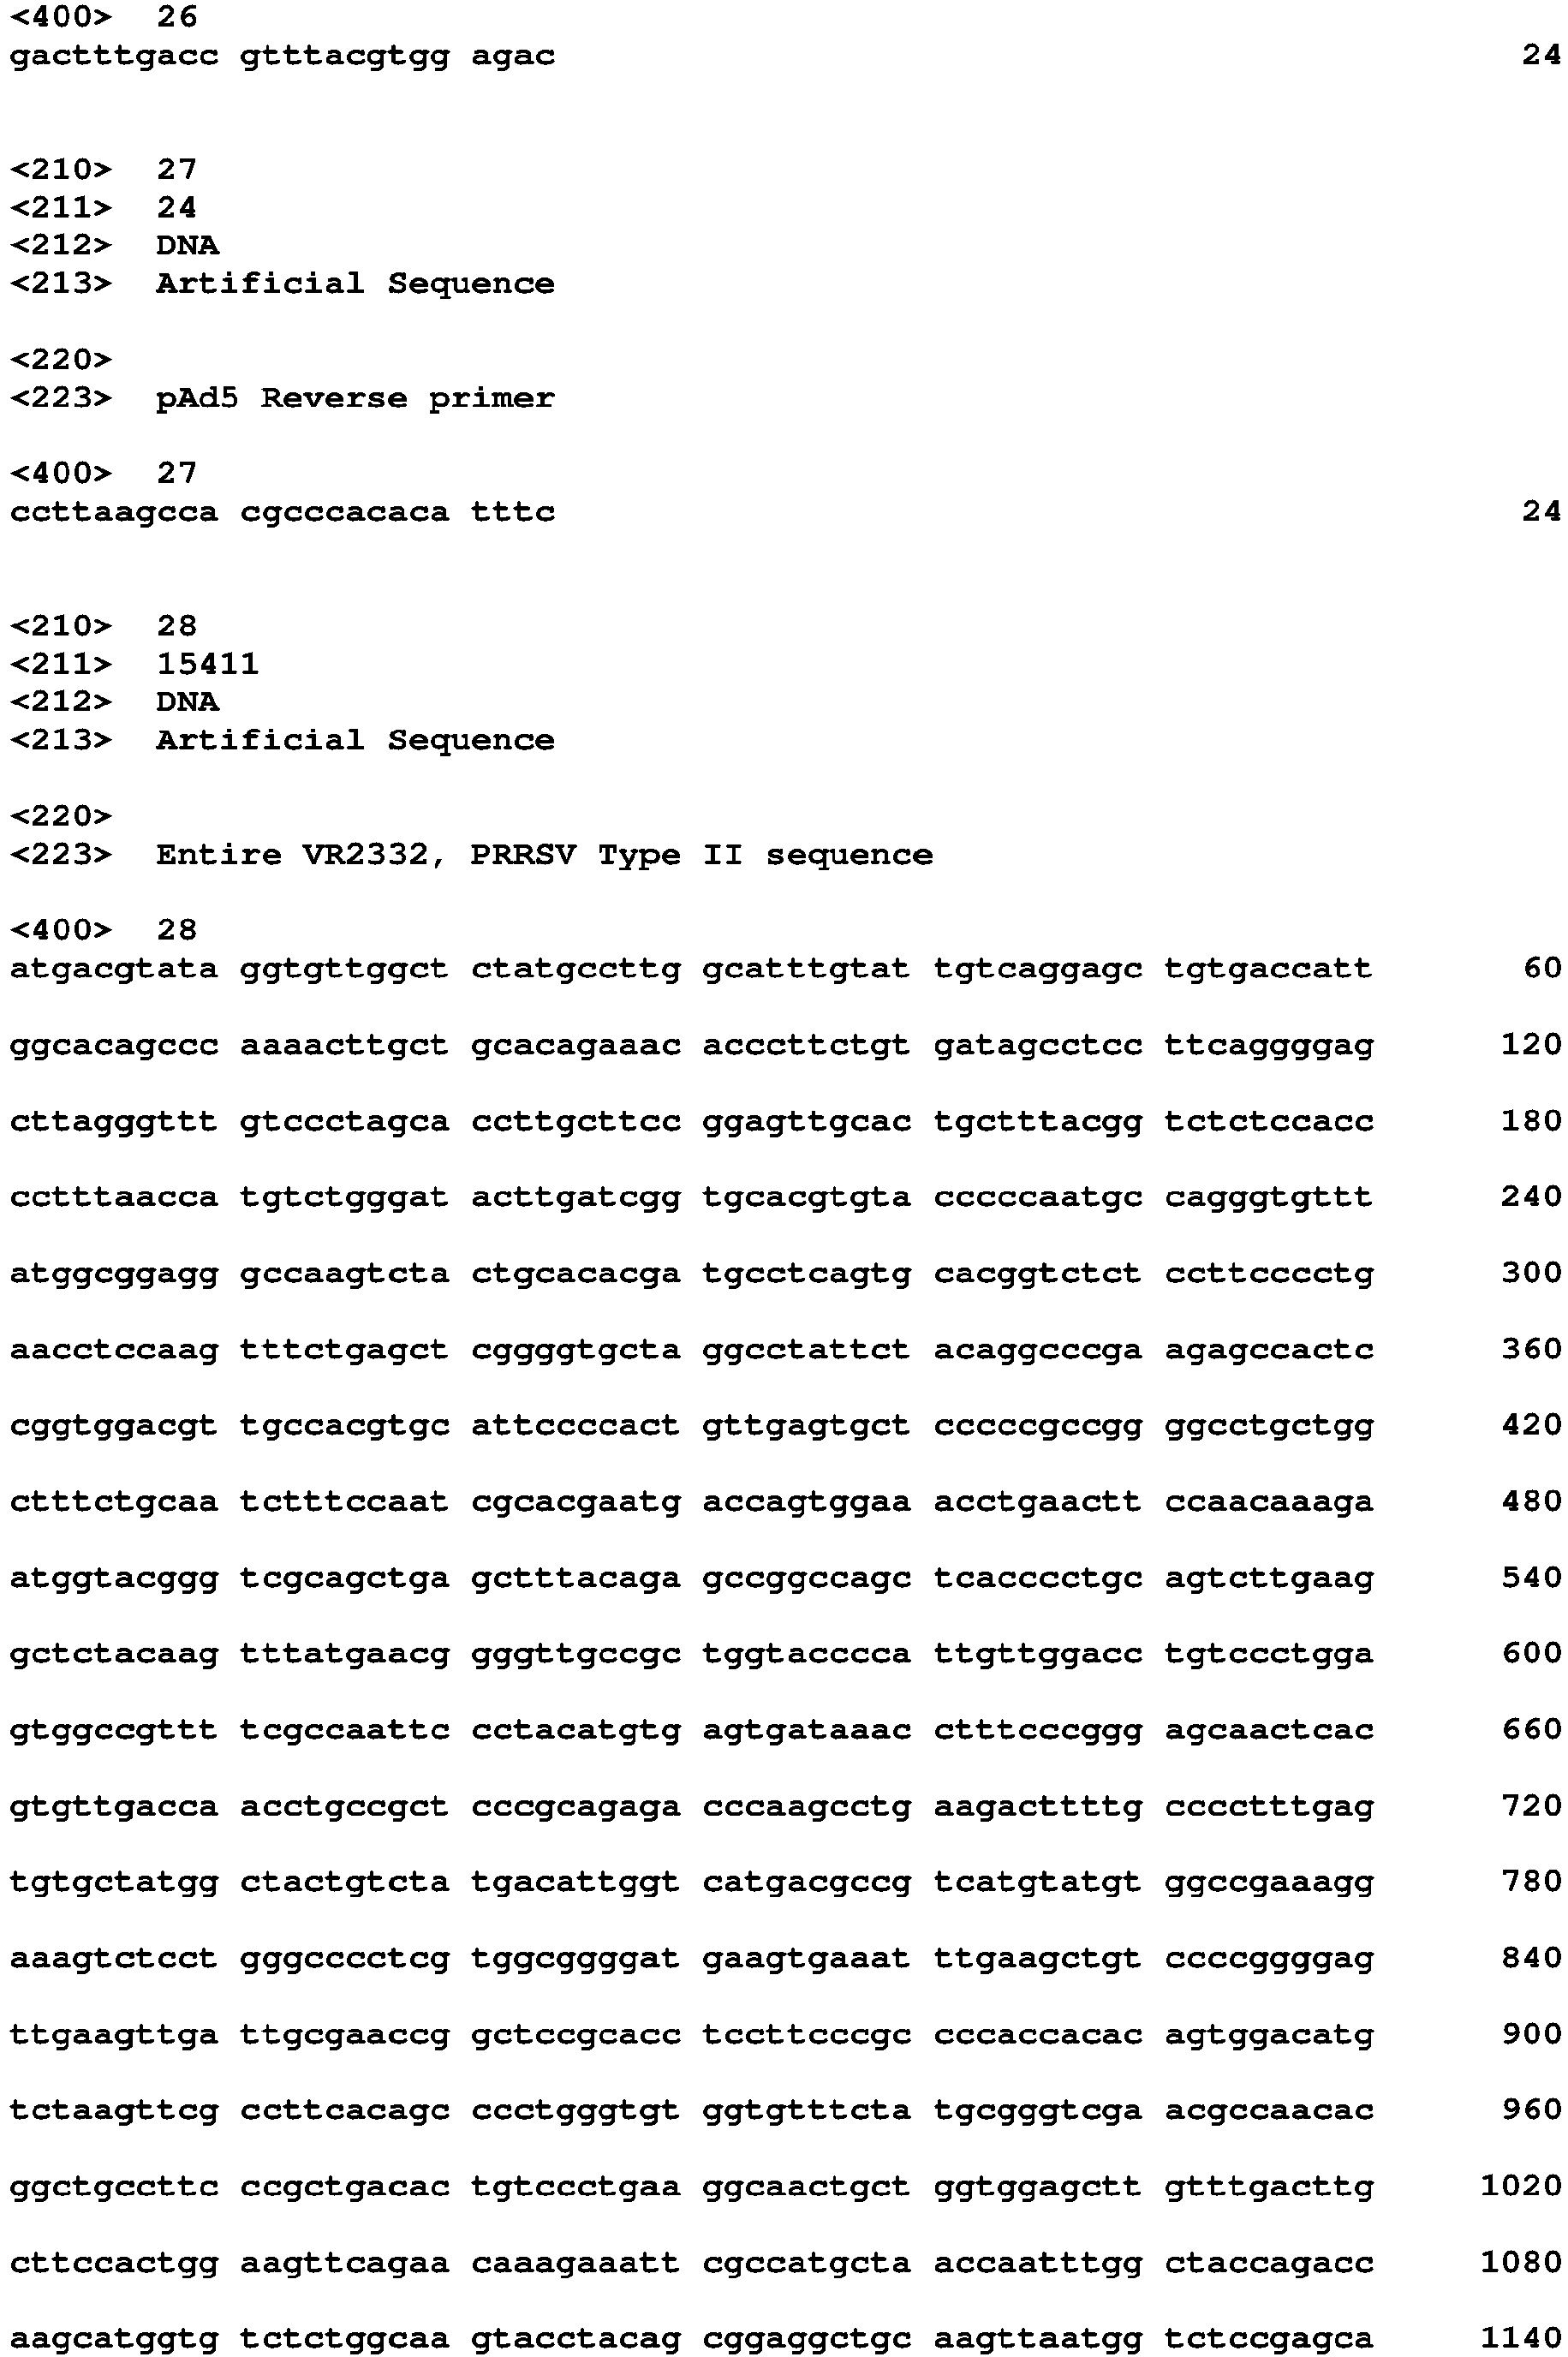 <400>  26
gactttgacc gtttacgtgg agac 24
<210>  27
<211>  24
<212>  DNA
<213>  Artificial Sequence
<220>
<223>  pAd5 Reverse primer
<400>  27
ccttaagcca cgcccacaca tttc 24
<210>  28
<211>  15411
<212>  DNA
<213>  Artificial Sequence
<220>
<223>  Entire VR2332, PRRSV Type II sequence
<400>  28
atgacgtata ggtgttggct ctatgccttg gcatttgtat tgtcaggagc tgtgaccatt 60
ggcacagccc aaaacttgct gcacagaaac acccttctgt gatagcctcc ttcaggggag 120
cttagggttt gtccctagca ccttgcttcc ggagttgcac tgctttacgg tctctccacc 180
cctttaacca tgtctgggat acttgatcgg tgcacgtgta cccccaatgc cagggtgttt 240
atggcggagg gccaagtcta ctgcacacga tgcctcagtg cacggtctct ccttcccctg 300
aacctccaag tttctgagct cggggtgcta ggcctattct acaggcccga agagccactc 360
cggtggacgt tgccacgtgc attccccact gttgagtgct cccccgccgg ggcctgctgg 420
ctttctgcaa tctttccaat cgcacgaatg accagtggaa acctgaactt ccaacaaaga 480
atggtacggg tcgcagctga gctttacaga gccggccagc tcacccctgc agtcttgaag 540
gctctacaag tttatgaacg gggttgccgc tggtacccca ttgttggacc tgtccctgga 600
gtggccgttt tcgccaattc cctacatgtg agtgataaac ctttcccggg agcaactcac 660
gtgttgacca acctgccgct cccgcagaga cccaagcctg aagacttttg cccctttgag 720
tgtgctatgg ctactgtcta tgacattggt catgacgccg tcatgtatgt ggccgaaagg 780
aaagtctcct gggcccctcg tggcggggat gaagtgaaat ttgaagctgt ccccggggag 840
ttgaagttga ttgcgaaccg gctccgcacc tccttcccgc cccaccacac agtggacatg 900
tctaagttcg ccttcacagc ccctgggtgt ggtgtttcta tgcgggtcga acgccaacac 960
ggctgccttc ccgctgacac tgtccctgaa ggcaactgct ggtggagctt gtttgacttg 1020
cttccactgg aagttcagaa caaagaaatt cgccatgcta accaatttgg ctaccagacc 1080
aagcatggtg tctctggcaa gtacctacag cggaggctgc aagttaatgg tctccgagca 1140